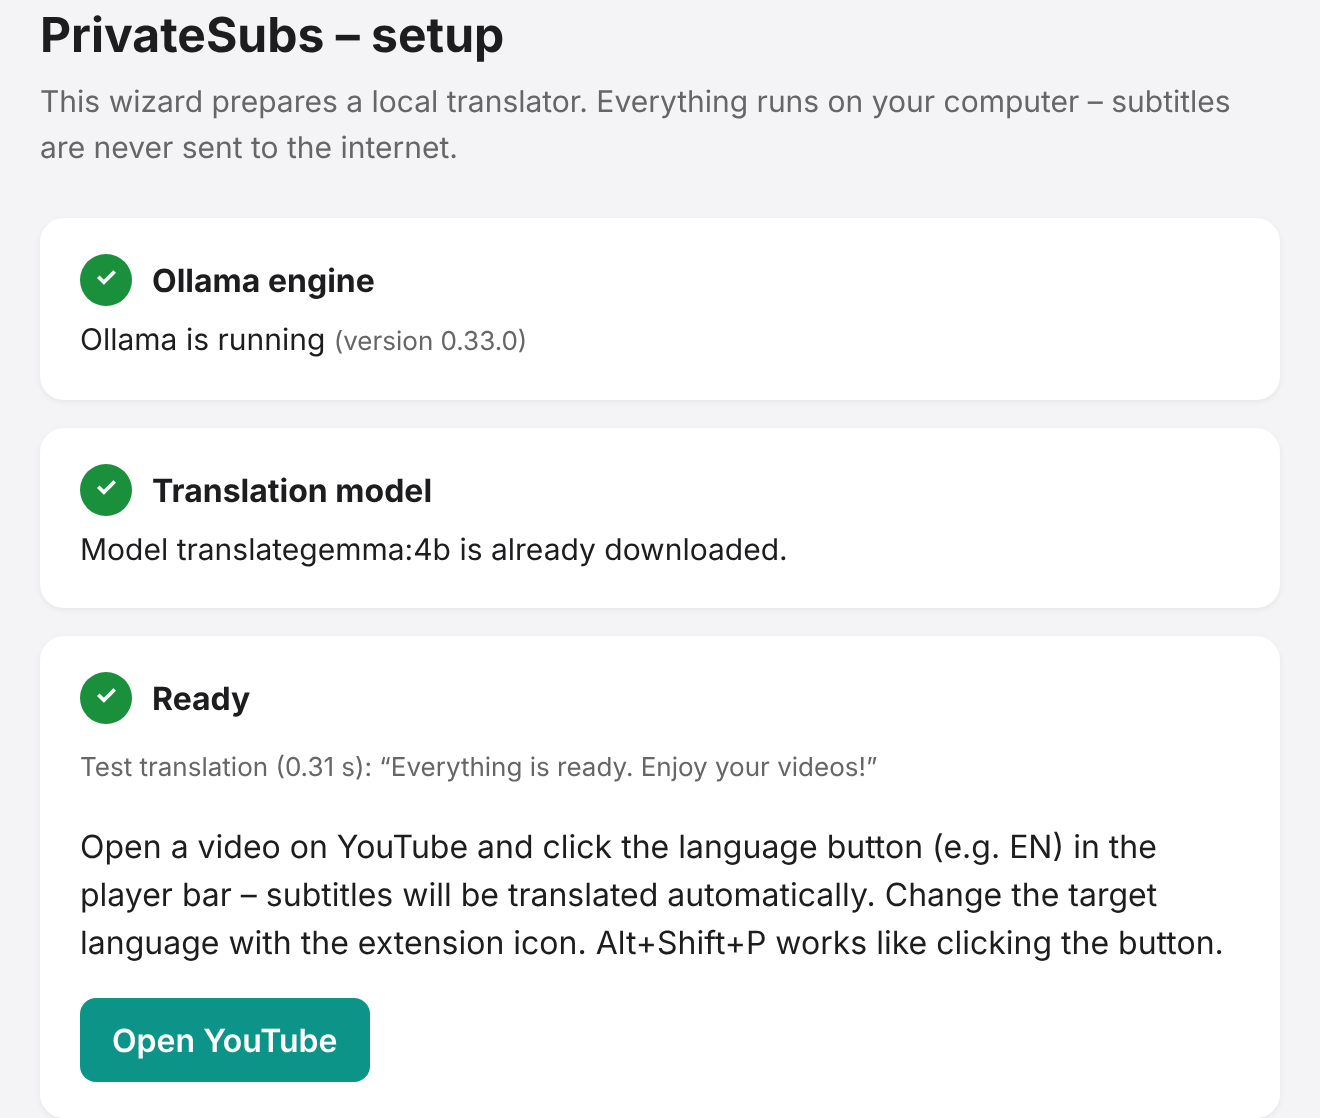 PrivateSubs – setup
This wizard prepares a local translator. Everything runs on your computer – subtitles
are never sent to the internet.
Ollama engine
Ollama is running (version 0.33.0)
Translation model
Model translategemma:4b is already downloaded.
Ready
Test translation (0.31 s): “Everything is ready. Enjoy your videos!”
Open a video on YouTube and click the language button (e.g. EN) in the
player bar – subtitles will be translated automatically. Change the target
language with the extension icon. Alt+Shift+P works like clicking the button.
Open YouTube